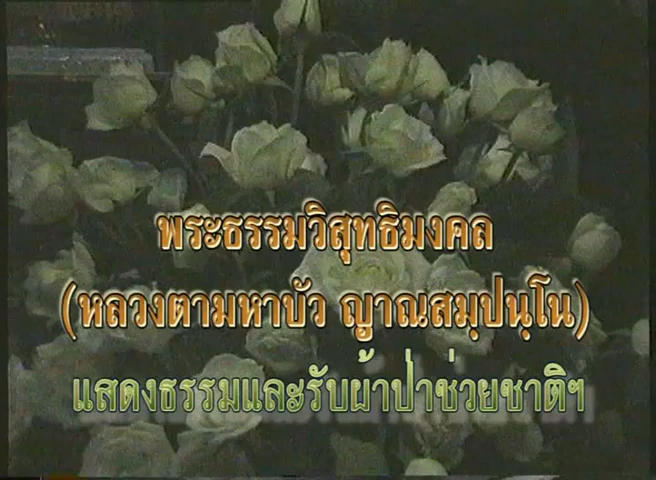 พระธรรมวิสุทธิมงคล
(หลวงตามหาบัว ญาณสมฺปนฺโน)
แสดงธรรมและรับผ้าป่าช่วยชาติฯ